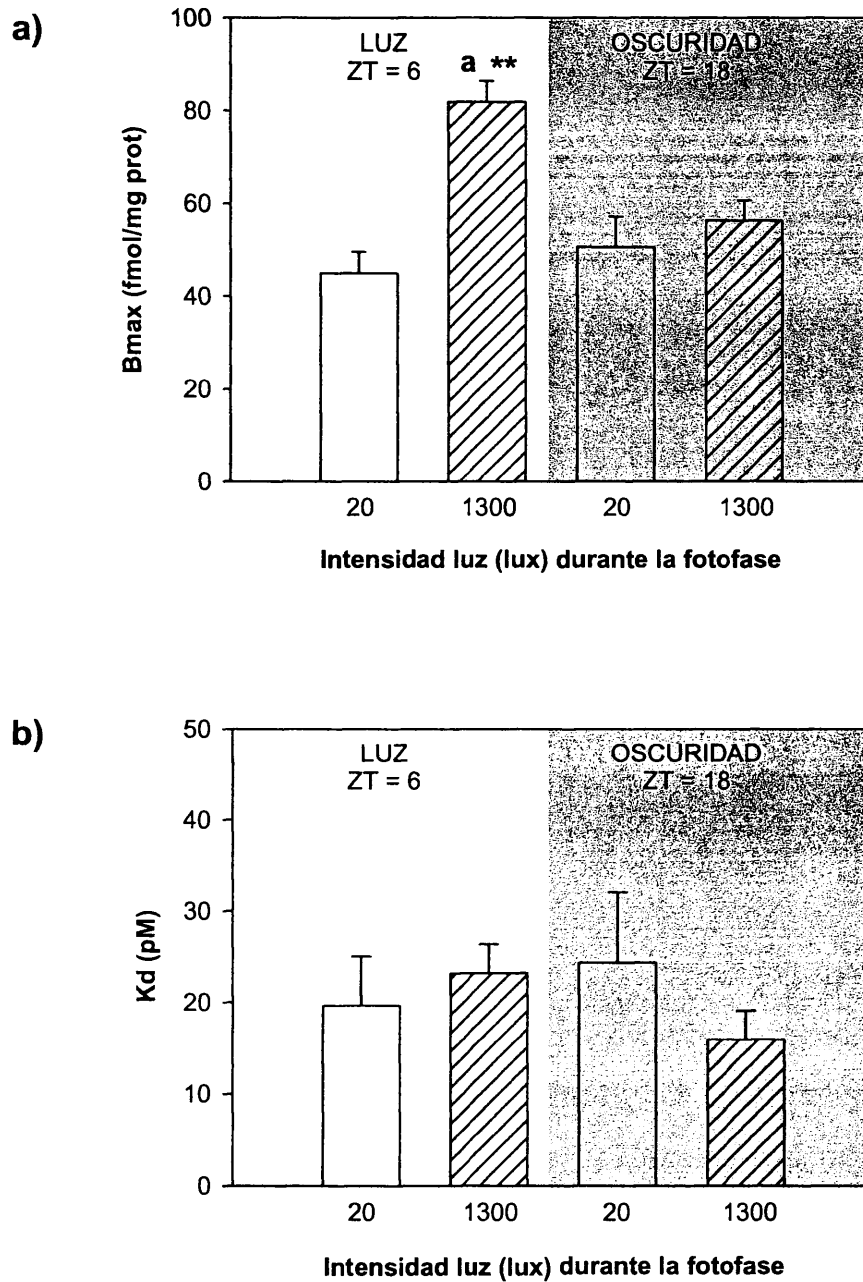 a)
100
80
60
40
20
0
Bmax (fmol/mg prot)
LUZ
ZT = 6
a **
OSCURIDAD
ZT = 18
20 1300 20 1300
Intensidad luz (lux) durante la fotofase
b)
50
40
30
20
10
0
Kd (pM)
LUZ
ZT = 6
OSCURIDAD
ZT = 18
20 1300 20 1300
Intensidad luz (lux) durante la fotofase